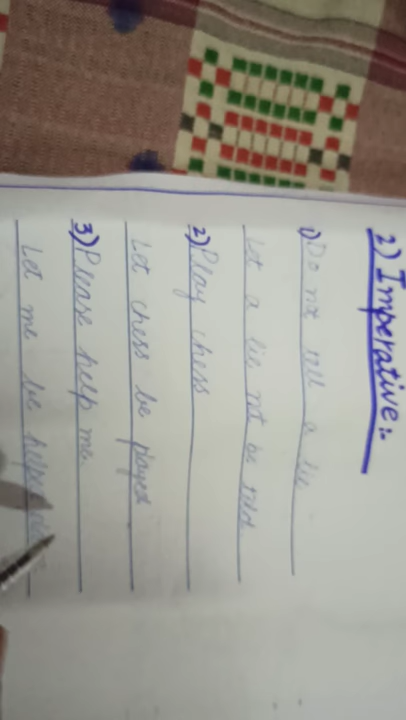 2) Imperative:-
1) Do not tell a lie
Let a lie not be told
2) Play chess
Let chess be played
3) Please help me.
Let me be helped